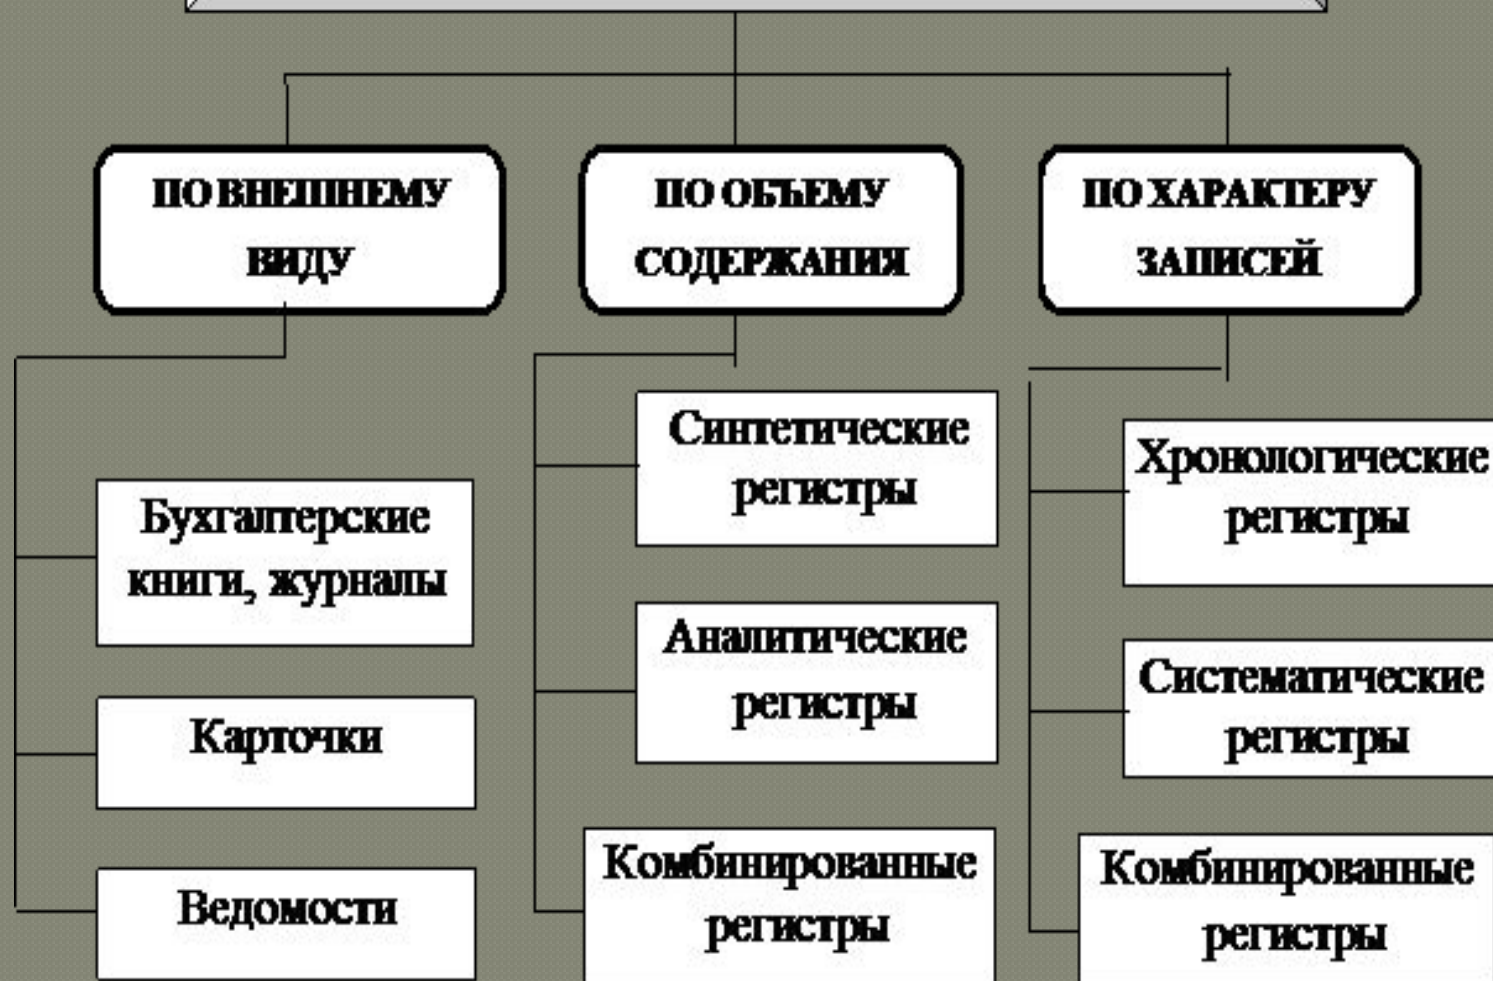 ПО ВНЕШНЕМУ
ВИДУ
Бухгалтерские
книги, журналы
Карточки
Ведомости
ПО ОБЪЕМУ
СОДЕРЖАНИЯ
Синтетические
регистры
Аналитические
регистры
Комбинированные
регистры
ПО ХАРАКТЕРУ
ЗАПИСЕЙ
Хронологические
регистры
Систематические
регистры
Комбинированные
регистры